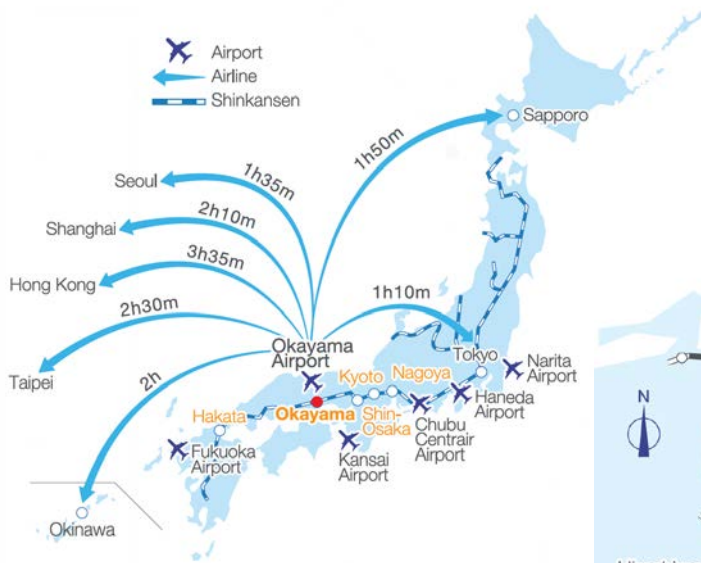 Airport
Airline
Shinkansen
Sapporo
1h50m
Seoul
1h35m
Shanghai
2h10m
Hong Kong
3h35m
2h30m
Taipei
2h
1h10m
Okayama
Airport
Tokyo
Narita
Airport
Haneda
Airport
Nagoya
Kyoto
Shin-
Osaka
Okayama
Hakata
Chubu
Centrair
Airport
Kansai
Airport
Fukuoka
Airport
Okinawa
N